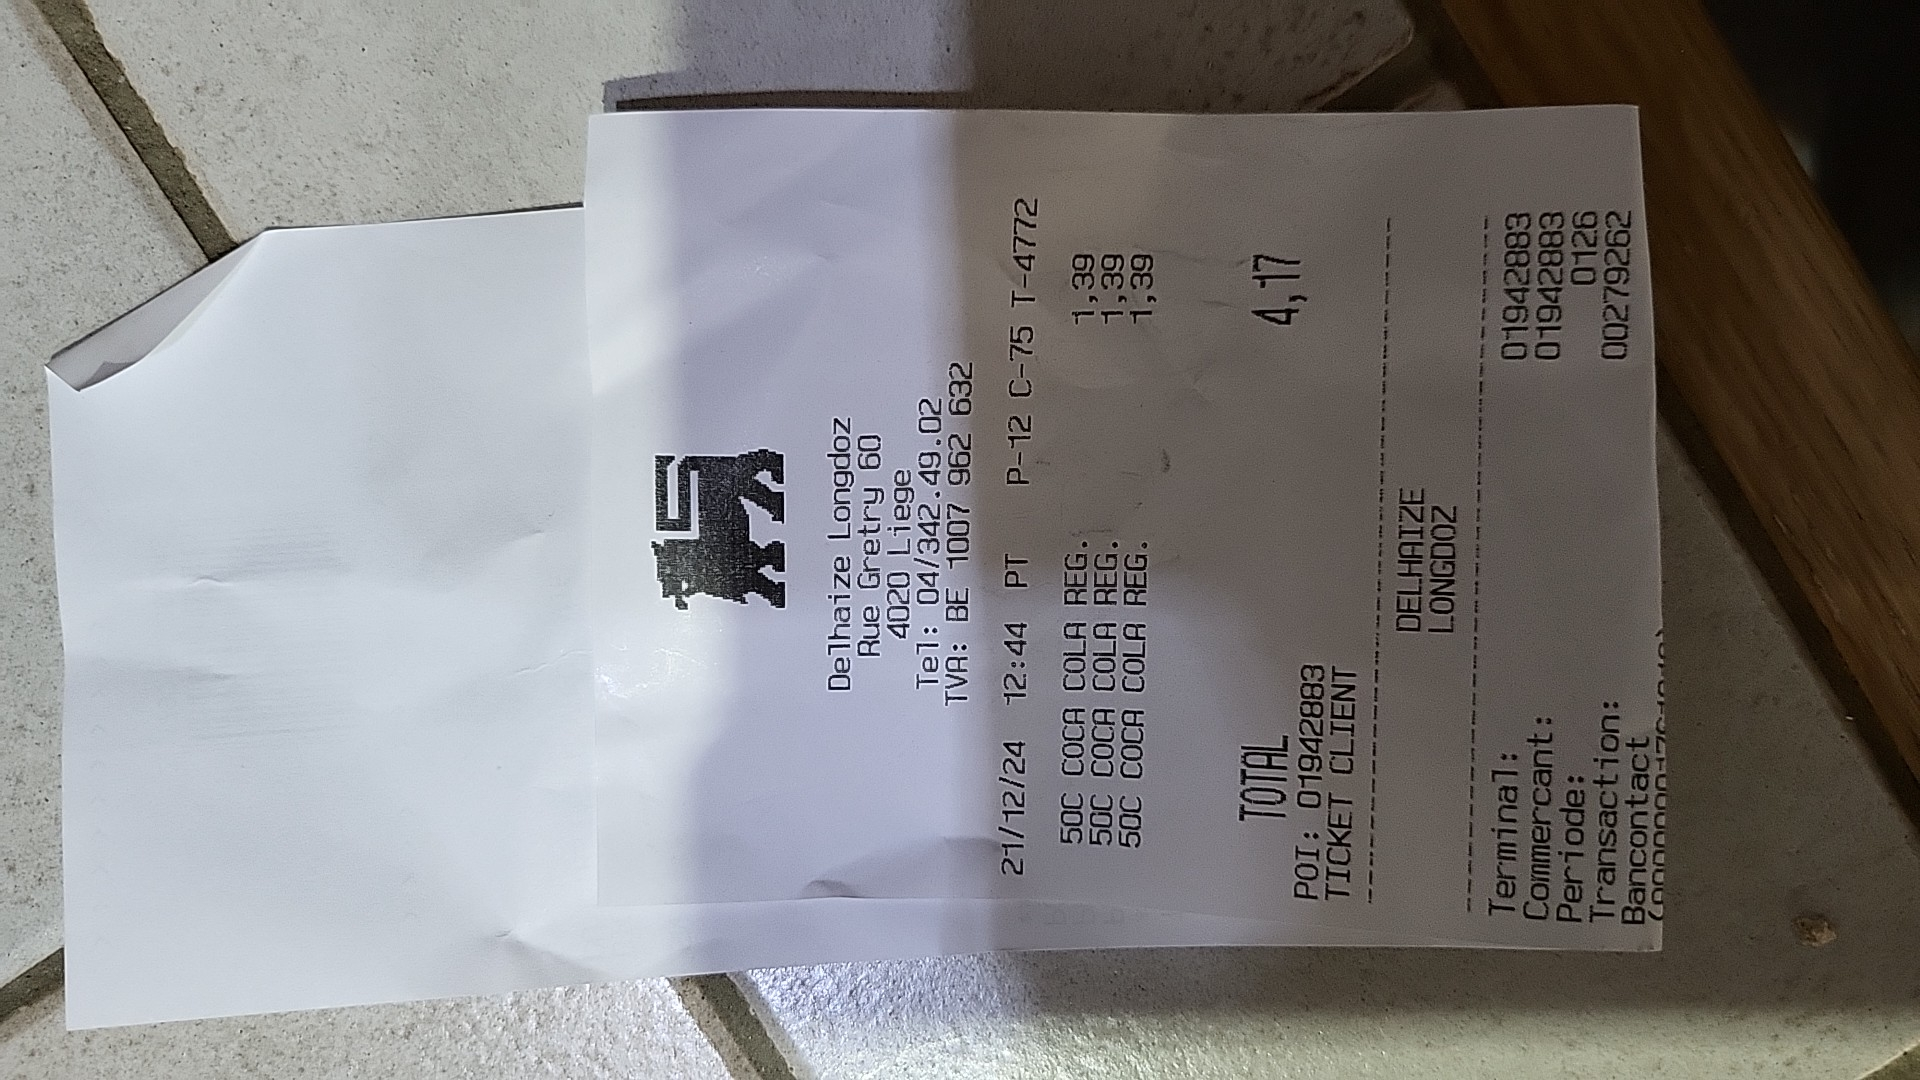 Delhaize Longdoz
Rue Gretry 60
4020 Liege
Tel: 04/342.49.02
TVA: BE 1007 962 632
21/12/24 12:44 PT P-12 C-75 T-4772
50C COCA COLA REG. 1,39
50C COCA COLA REG. 1,39
50C COCA COLA REG. 1,39
TOTAL 4,17
POI: 01942883
TICKET CLIENT
DELHAIZE
LONGDOZ
Terminal: 01942883
Commercant: 01942883
Periode: 0126
Transaction: 00279262
Bancontact